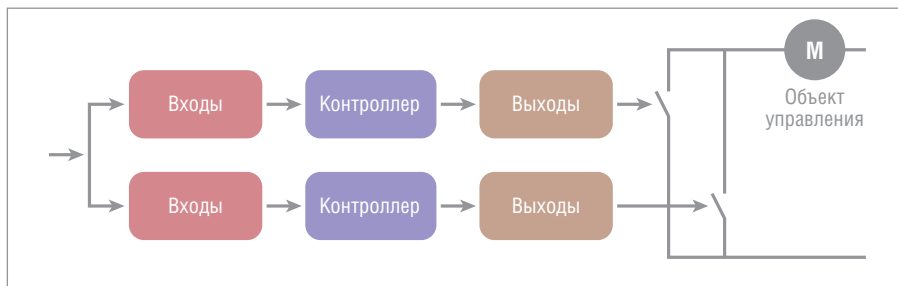 М
Объект
управления
Входы
Контроллер
Выходы
Входы
Контроллер
Выходы